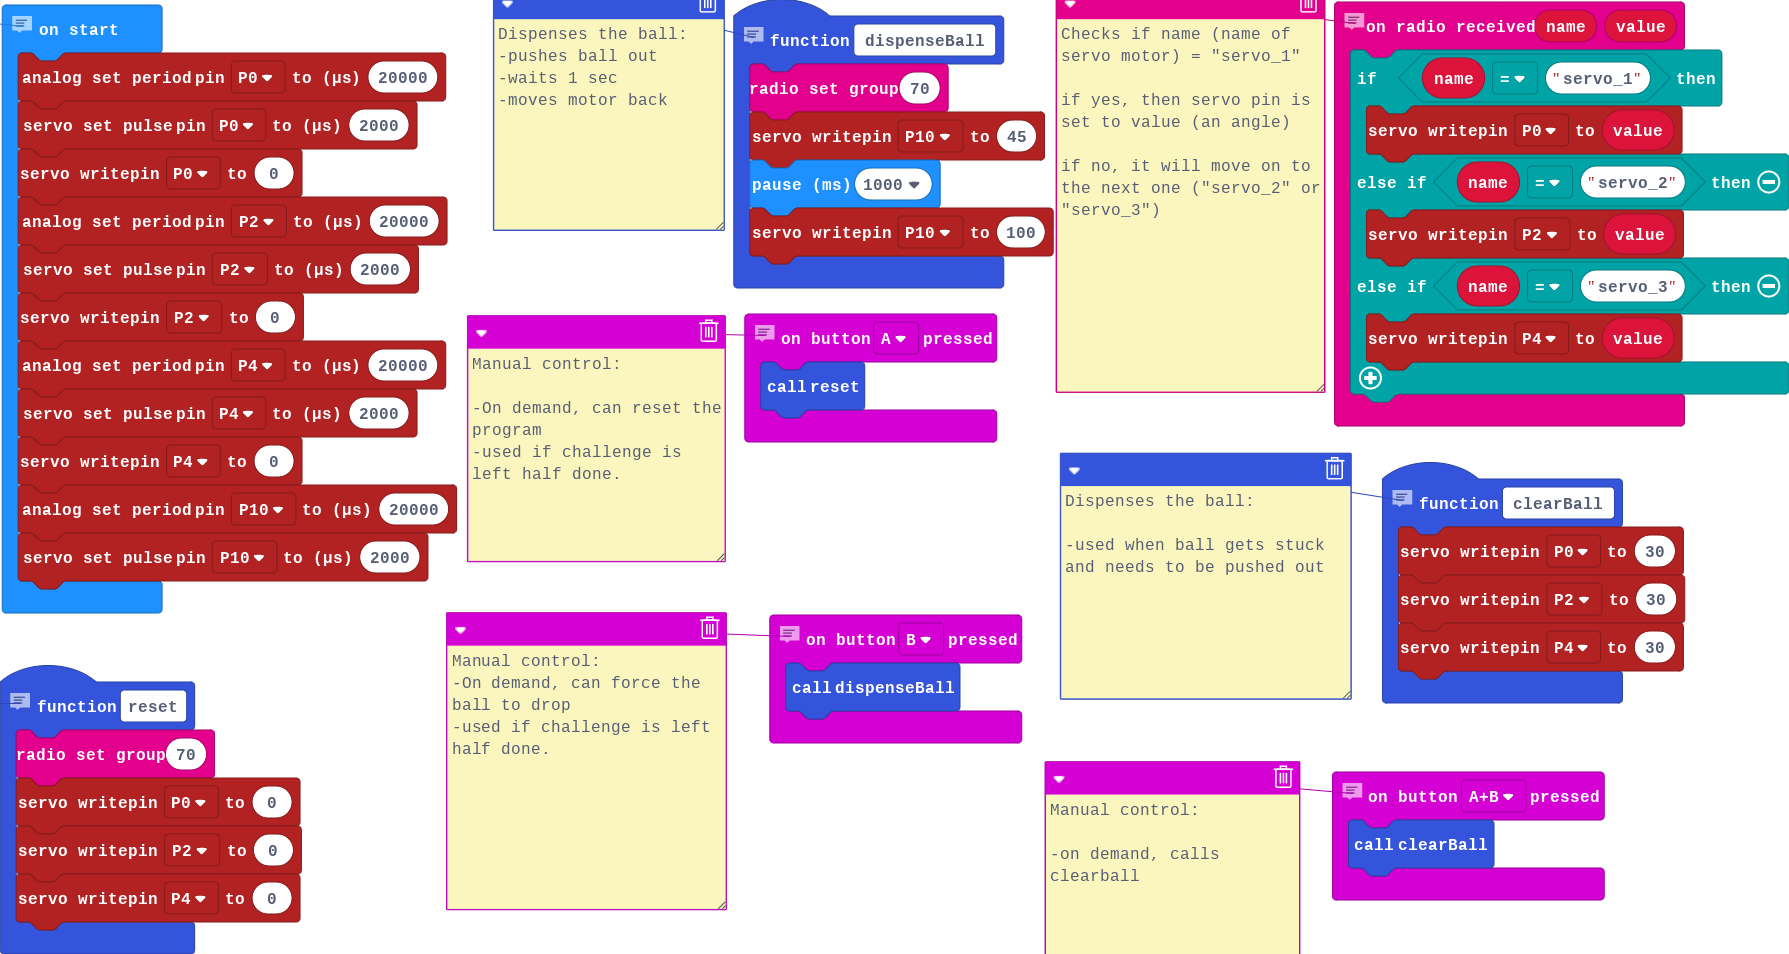 on start
analog set period pin P0 to (µs) 20000
servo set pulse pin P0 to (µs) 2000
servo write pin P0 to 0
analog set period pin P2 to (µs) 20000
servo set pulse pin P2 to (µs) 2000
servo write pin P2 to 0
analog set period pin P4 to (µs) 20000
servo set pulse pin P4 to (µs) 2000
servo write pin P4 to 0
analog set period pin P10 to (µs) 20000
servo set pulse pin P10 to (µs) 2000
function reset
radio set group 70
servo write pin P0 to 0
servo write pin P2 to 0
servo write pin P4 to 0
Dispenses the ball:
-pushes ball out
-waits 1 sec
-moves motor back
function dispenseBall
radio set group 70
servo write pin P10 to 45
pause (ms) 1000
servo write pin P10 to 100
Manual control:
-On demand, can reset the
program
-used if challenge is
left half done.
on button A pressed
call reset
Manual control:
-On demand, can force the
ball to drop
-used if challenge is left
half done.
on button B pressed
call dispenseBall
Checks if name (name of
servo motor) = "servo_1"
if yes, then servo pin is
set to value (an angle)
if no, it will move on to
the next one ("servo_2" or
"servo_3")
on radio received name value
if name = "servo_1" then
servo write pin P0 to value
else if name = "servo_2" then
servo write pin P2 to value
else if name = "servo_3" then
servo write pin P4 to value
Dispenses the ball:
-used when ball gets stuck
and needs to be pushed out
function clearBall
servo write pin P0 to 30
servo write pin P2 to 30
servo write pin P4 to 30
Manual control:
-on demand, calls
clearball
on button A+B pressed
call clearBall